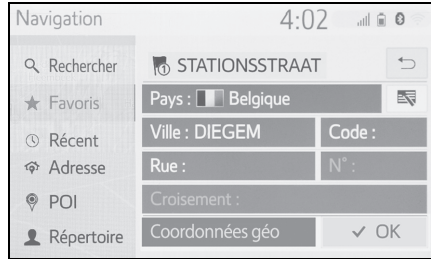 Navigation 4:02
Rechercher
Favoris
Récent
Adresse
POI
Répertoire
STATIONSSTRAAT
Pays : Belgique
Ville : DIEGEM Code :
Rue : N° :
Croisement :
Coordonnées géo OK